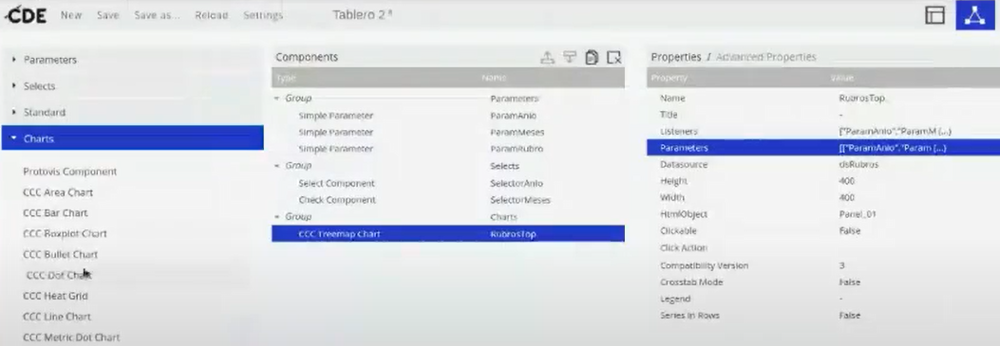 CDE New Save Save as... Reload Settings Tablero 2 *
Parameters
Selects
Standard
Charts
Protovis Component
CCC Area Chart
CCC Bar Chart
CCC Boxplot Chart
CCC Bullet Chart
CCC Dot Chart
CCC Heat Grid
CCC Line Chart
CCC Metric Dot Chart
Components
Type Name
Group Parameters
Simple Parameter ParamAnio
Simple Parameter ParamMeses
Simple Parameter ParamRubro
Group Selects
Select Component SelectorAnio
Check Component SelectorMeses
Group Charts
CCC Treemap Chart RubrosTop
Properties / Advanced Properties
Property Value
Name RubrosTop
Title -
Listeners ["ParamAnio","ParamM (...)
Parameters [["ParamAnio","Param (...)
Datasource dsRubros
Height 400
Width 400
HtmlObject Panel_01
Clickable False
Click Action
Compatibility Version 3
Crosstab Mode False
Legend -
Series In Rows False